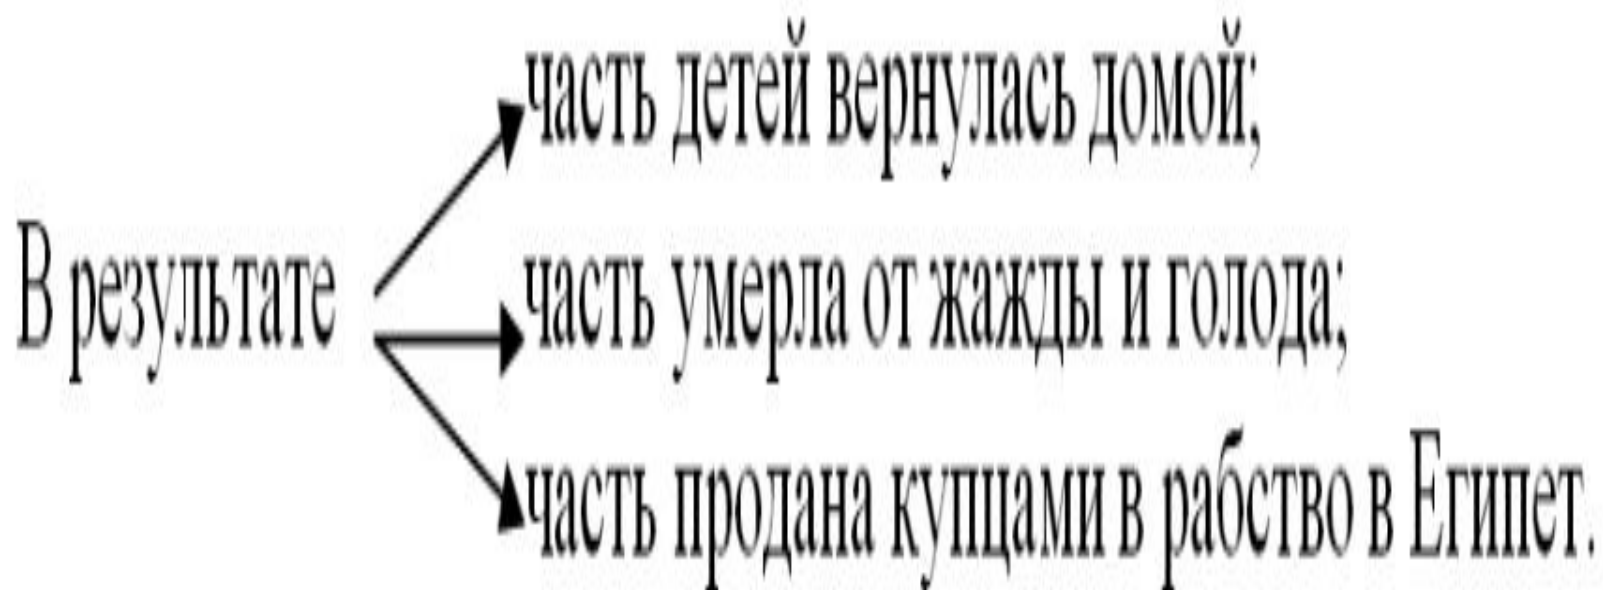 часть детей вернулась домой;
В результате
часть умерла от жажды и голода;
часть продана купцами в рабство в Египет.